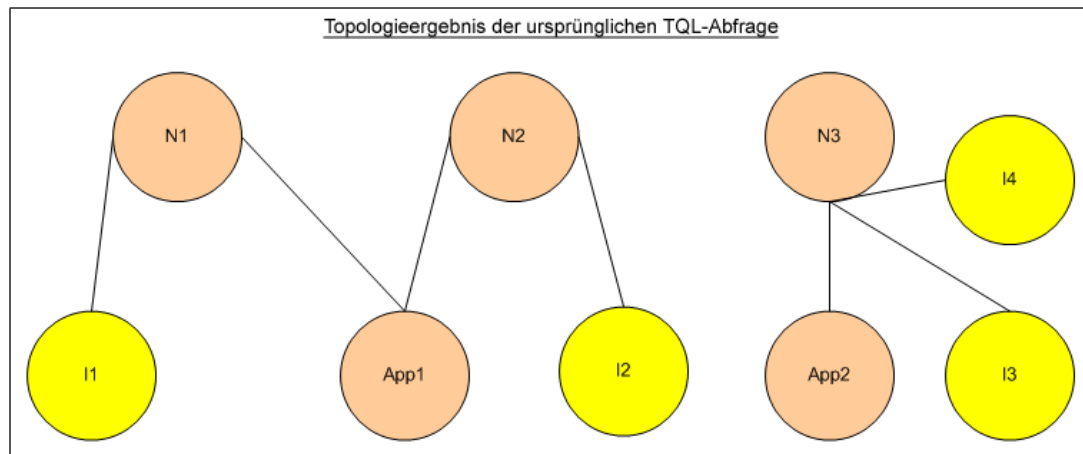 Topologieergebnis der ursprünglichen TQL-Abfrage
N1
N2
N3
I4
I1
App1
I2
App2
I3